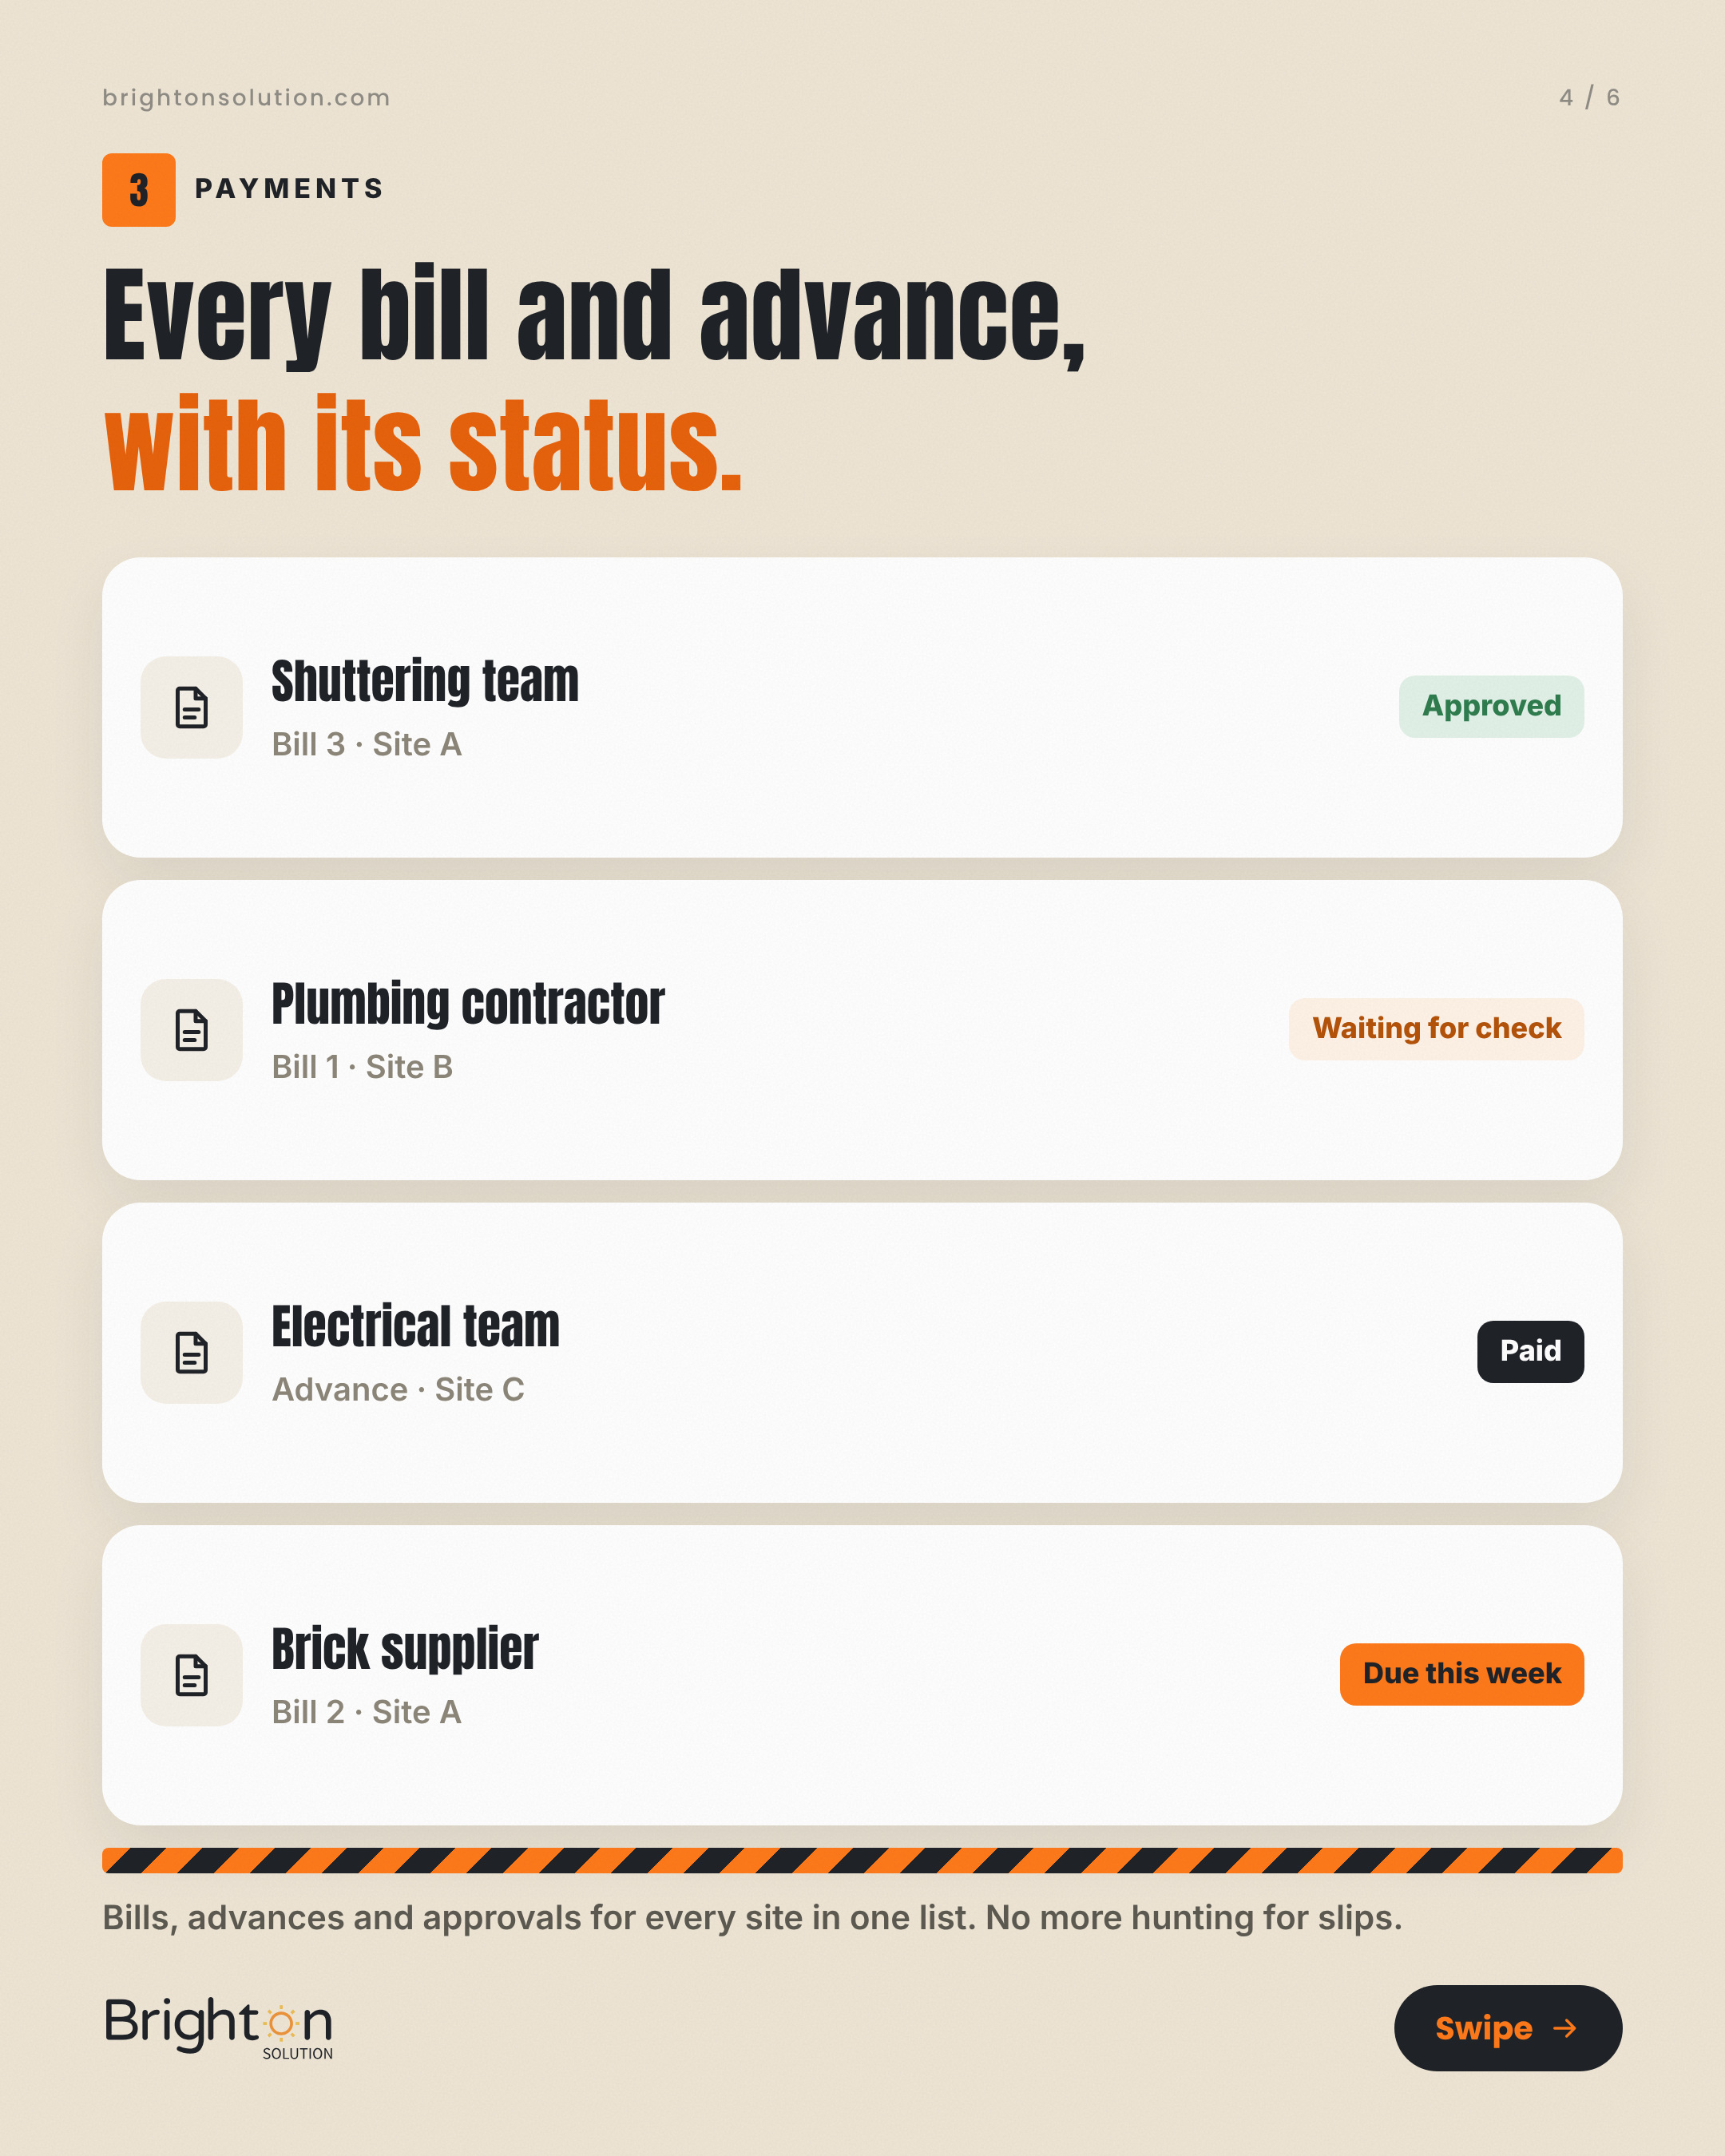 brightonsolution.com
4 / 6
3 PAYMENTS
Every bill and advance,
with its status.
Shuttering team
Bill 3 · Site A
Approved
Plumbing contractor
Bill 1 · Site B
Waiting for check
Electrical team
Advance · Site C
Paid
Brick supplier
Bill 2 · Site A
Due this week
Bills, advances and approvals for every site in one list. No more hunting for slips.
Brighton
SOLUTION
Swipe →